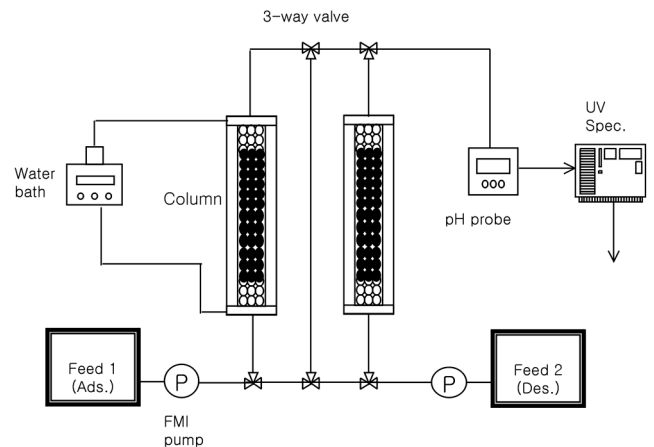 3-way valve
UV
Spec.
Water
bath
Column
pH probe
Feed 1
(Ads.)
P
FMI
pump
P
Feed 2
(Des.)